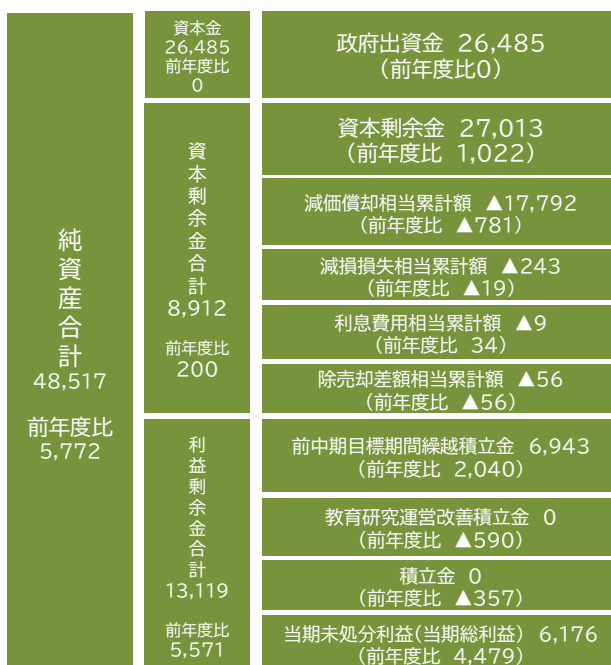 純資産合計
48,517
前年度比
5,772
資本金
26,485
前年度比
0
政府出資金 26,485
(前年度比0)
資本剰余金合計
8,912
前年度比
200
資本剰余金 27,013
(前年度比 1,022)
減価償却相当累計額 ▲17,792
(前年度比 ▲781)
減損損失相当累計額 ▲243
(前年度比 ▲19)
利息費用相当累計額 ▲9
(前年度比 34)
除売却差額相当累計額 ▲56
(前年度比 ▲56)
利益剰余金合計
13,119
前年度比
5,571
前中期目標期間繰越積立金 6,943
(前年度比 2,040)
教育研究運営改善積立金 0
(前年度比 ▲590)
積立金 0
(前年度比 ▲357)
当期未処分利益(当期総利益) 6,176
(前年度比 4,479)